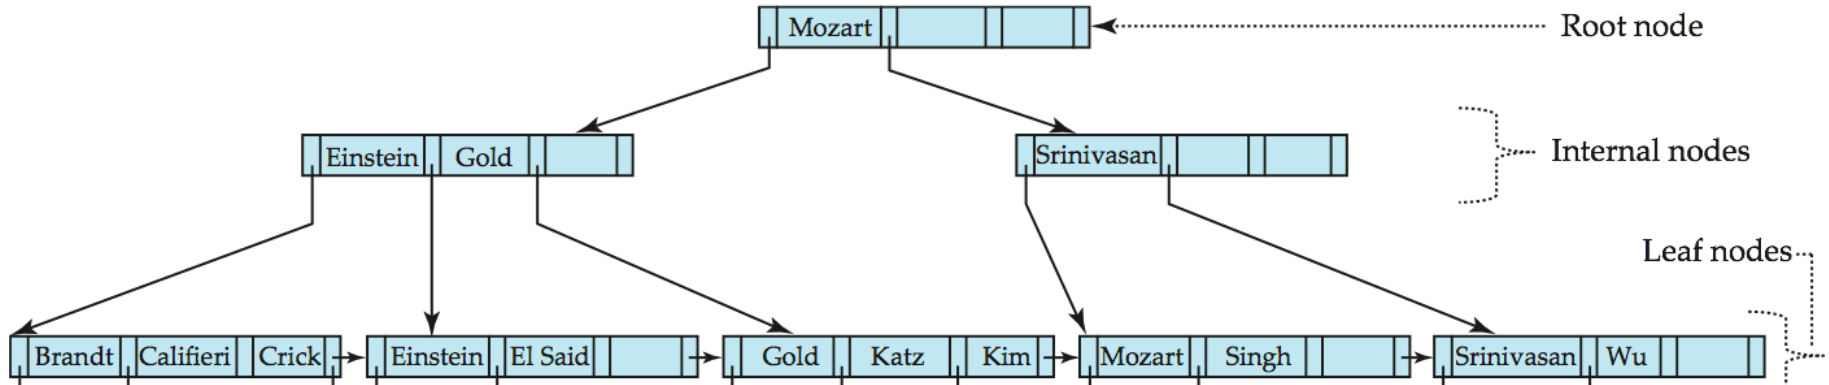 Mozart
Root node
Einstein Gold
Srinivasan
Internal nodes
Leaf nodes
Brandt Califieri Crick Einstein El Said Gold Katz Kim Mozart Singh Srinivasan Wu